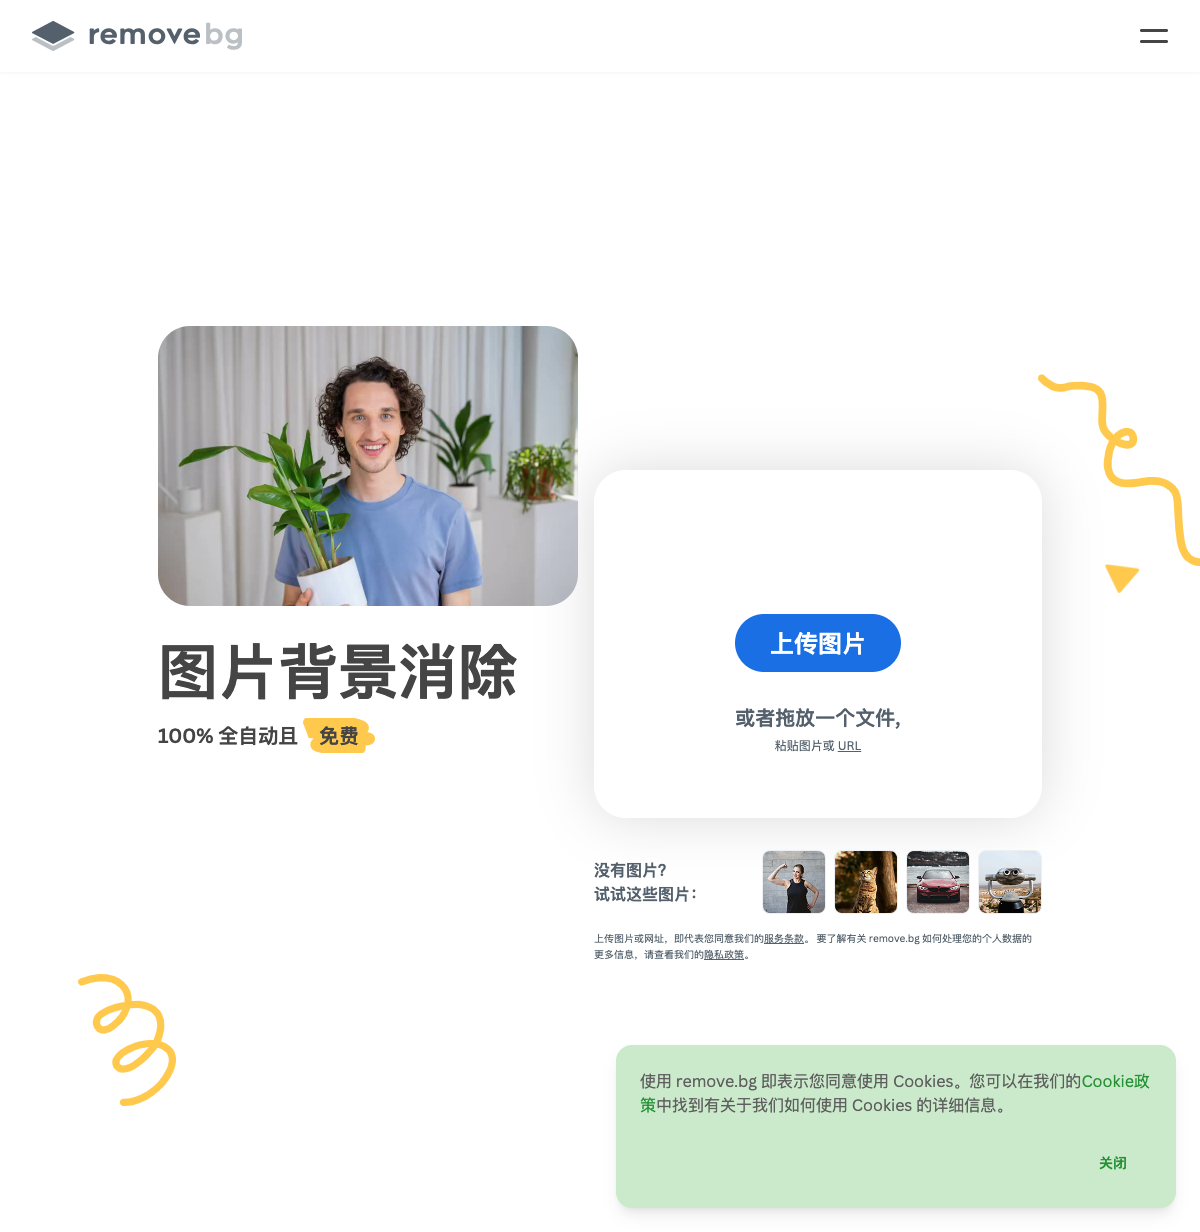 remove bg
图片背景消除
100% 全自动且 免费
上传图片
或者拖放一个文件,
粘贴图片或 URL
没有图片?
试试这些图片：
上传图片或网址，即代表您同意我们的服务条款。 要了解有关 remove.bg 如何处理您的个人数据的
更多信息，请查看我们的隐私政策。
使用 remove.bg 即表示您同意使用 Cookies。您可以在我们的Cookie政
策中找到有关于我们如何使用 Cookies 的详细信息。
关闭